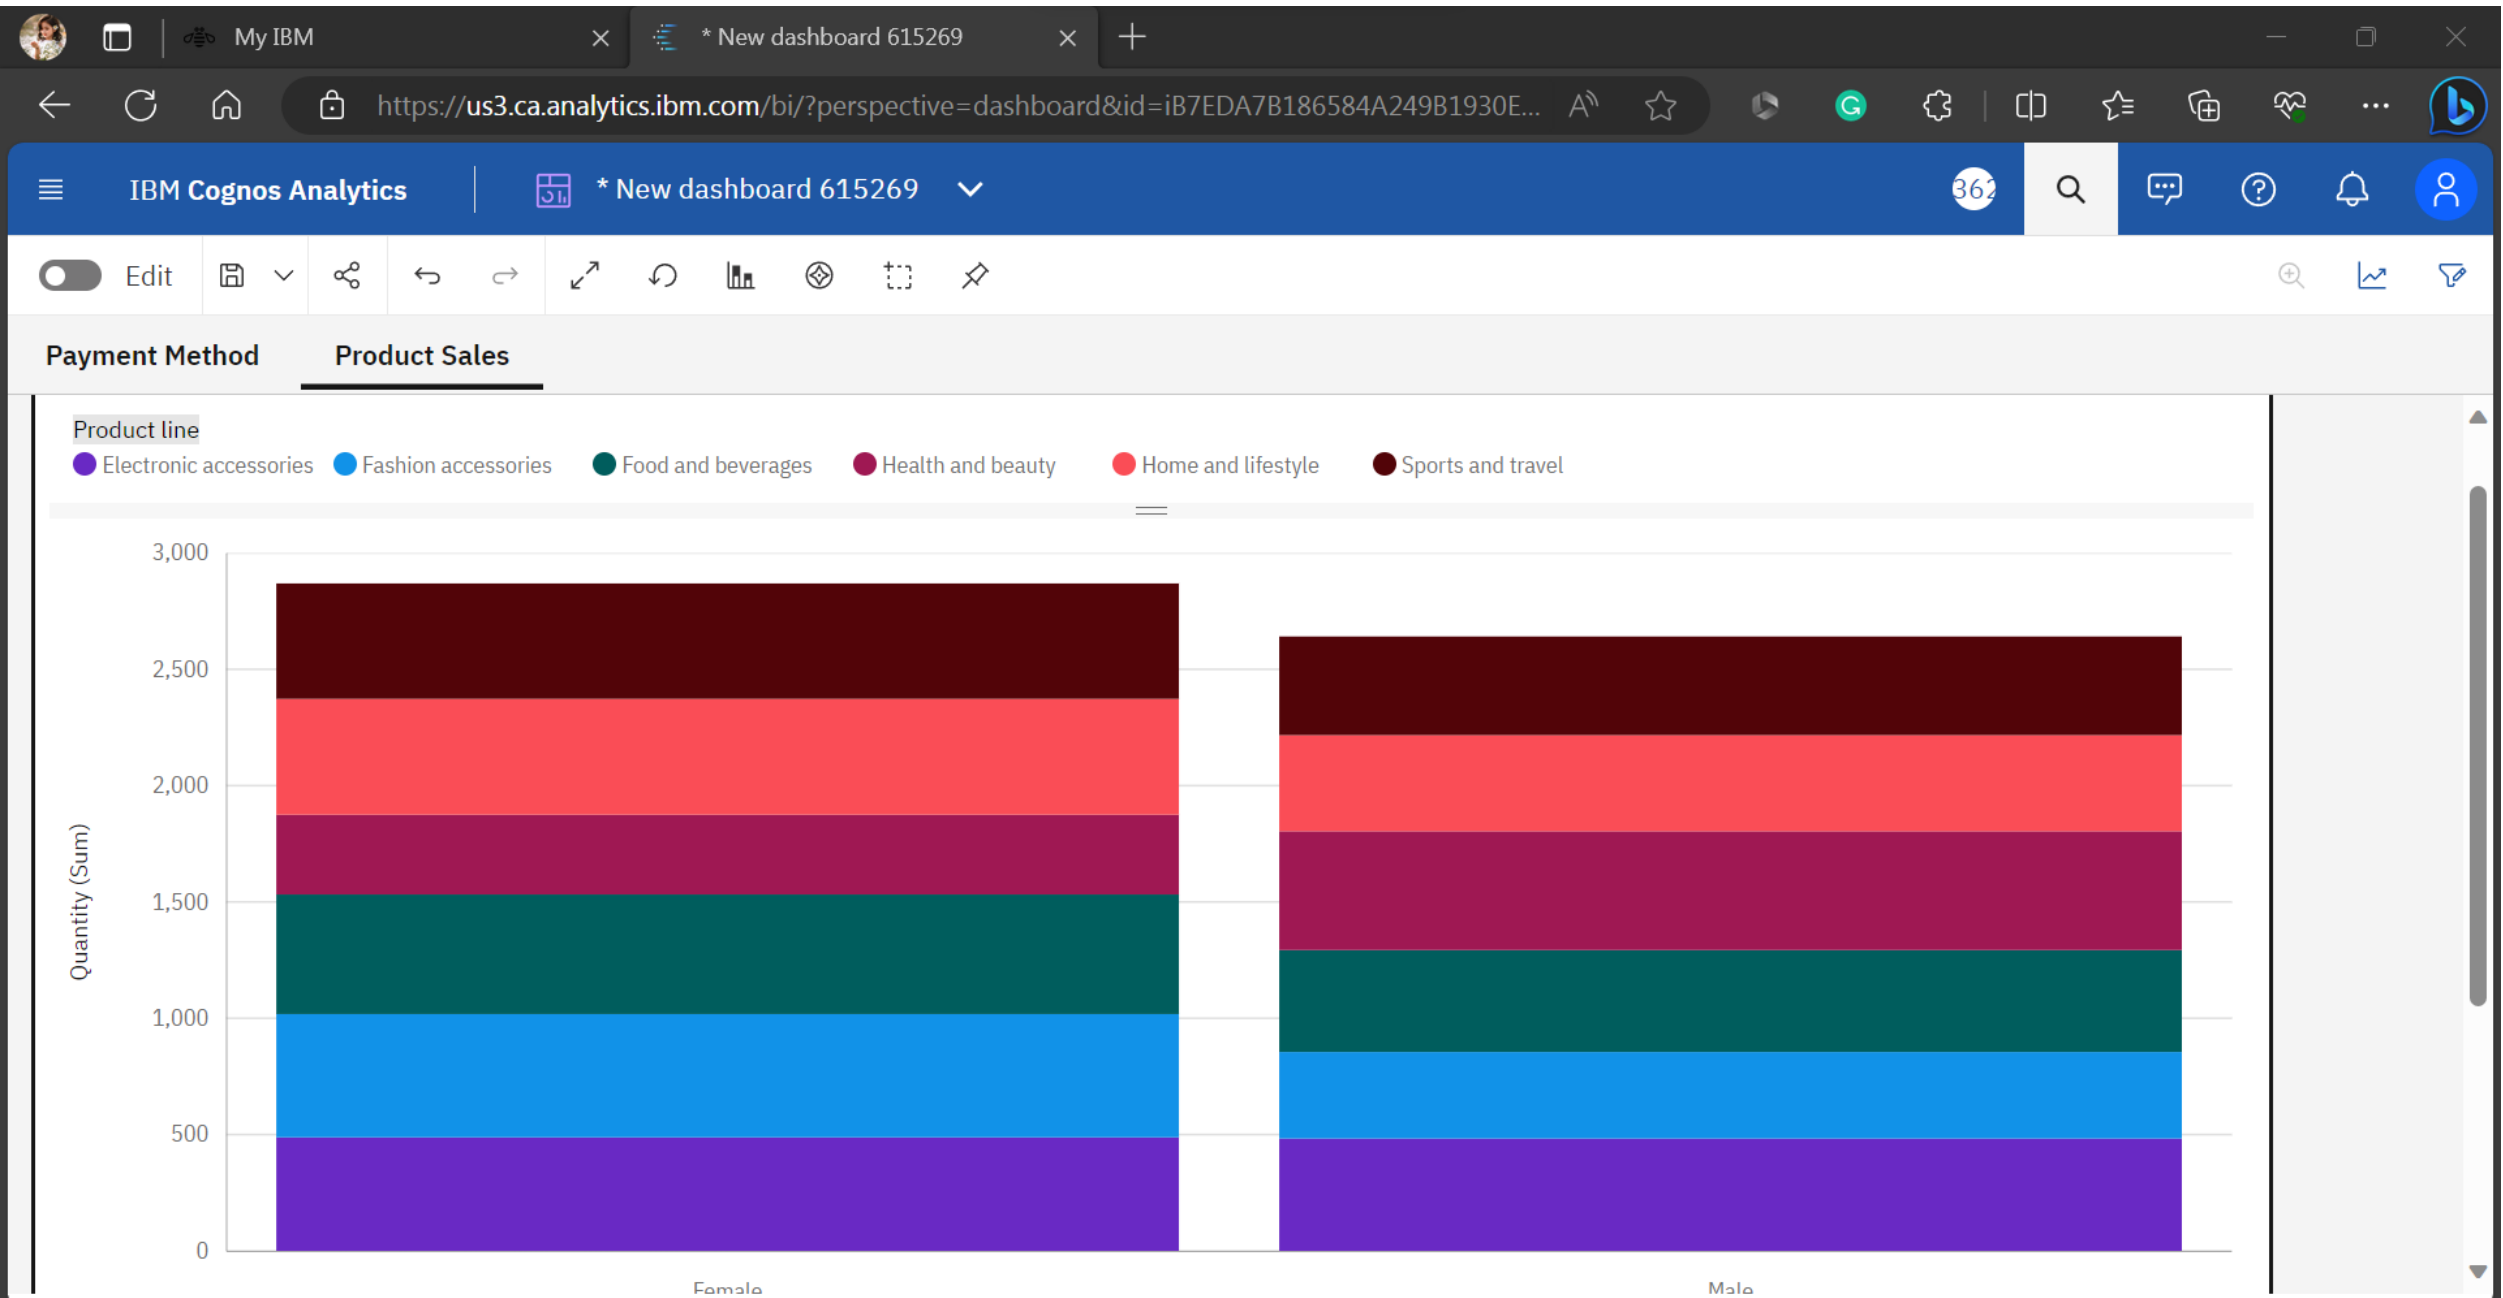 My IBM
* New dashboard 615269
https://us3.ca.analytics.ibm.com/bi/?perspective=dashboard&id=iB7EDA7B186584A249B1930E...
IBM Cognos Analytics
* New dashboard 615269
362
Edit
Payment Method Product Sales
Product line
Electronic accessories Fashion accessories Food and beverages Health and beauty Home and lifestyle Sports and travel
3,000
2,500
2,000
1,500
1,000
500
0
Quantity (Sum)
Female Male